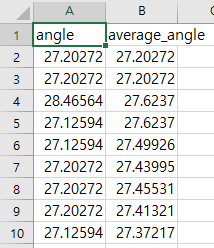 A B
1 angle average_angle
2 27.20272 27.20272
3 27.20272 27.20272
4 28.46564 27.6237
5 27.12594 27.6237
6 27.12594 27.49926
7 27.20272 27.43995
8 27.20272 27.45531
9 27.20272 27.41321
10 27.12594 27.37217